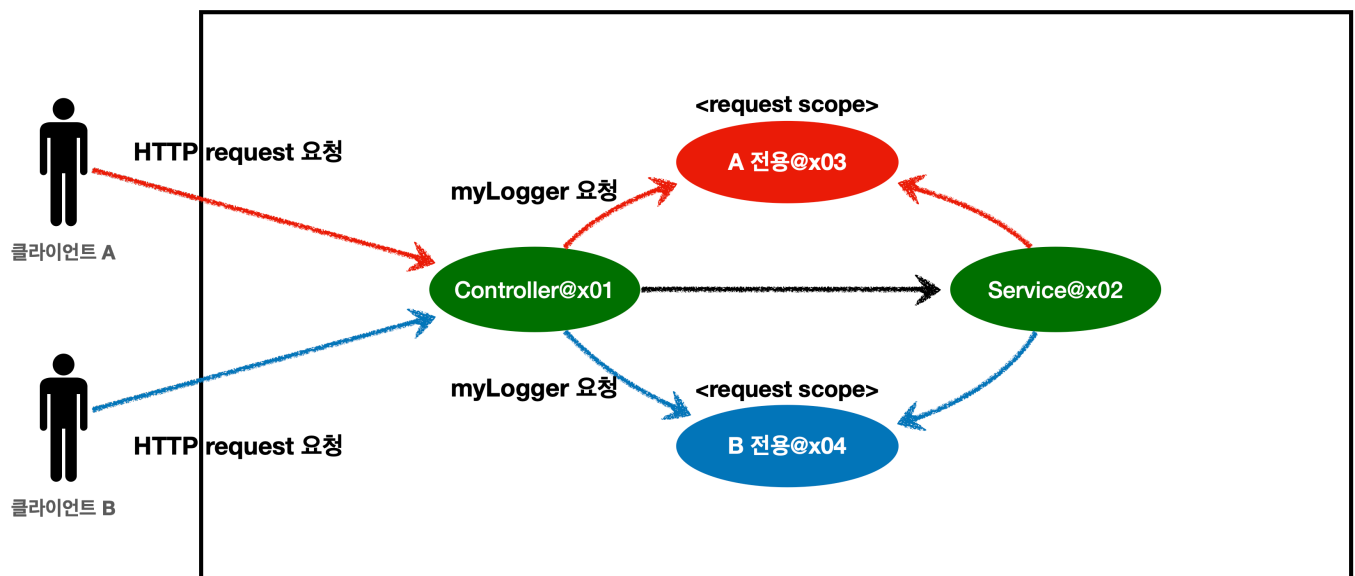 <request scope>
A 전용@x03
HTTP request 요청
myLogger 요청
클라이언트 A
Controller@x01
Service@x02
myLogger 요청
<request scope>
HTTP request 요청
B 전용@x04
클라이언트 B